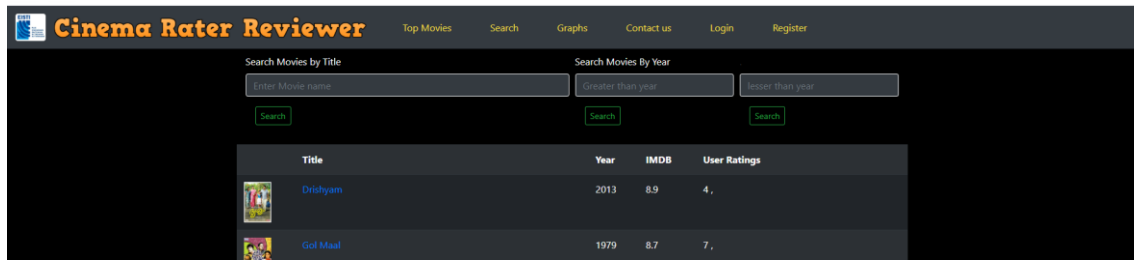 EISTI
Cinema Rater Reviewer
Top Movies Search Graphs Contact us Login Register
Search Movies by Title Search Movies By Year
Enter Movie name Greater than year lesser than year
Search Search Search
Title Year IMDB User Ratings
Drishyam 2013 8.9 4 ,
Gol Maal 1979 8.7 7 ,